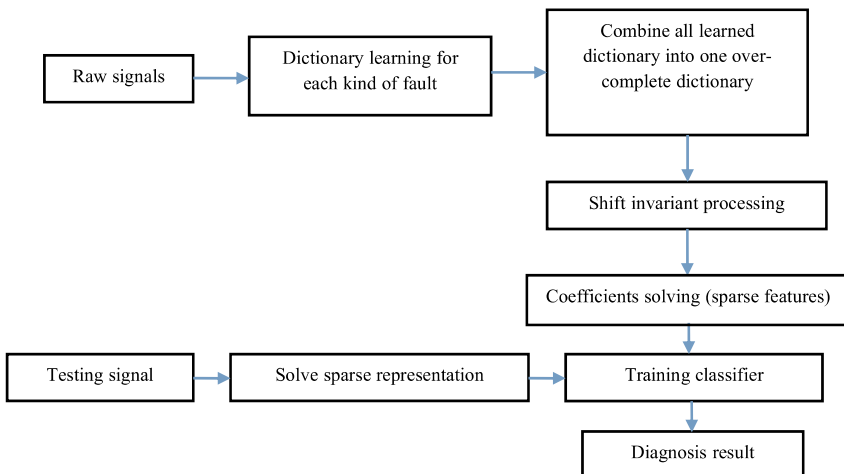 Raw signals
Dictionary learning for
each kind of fault
Combine all learned
dictionary into one over-
complete dictionary
Shift invariant processing
Coefficients solving (sparse features)
Testing signal
Solve sparse representation
Training classifier
Diagnosis result